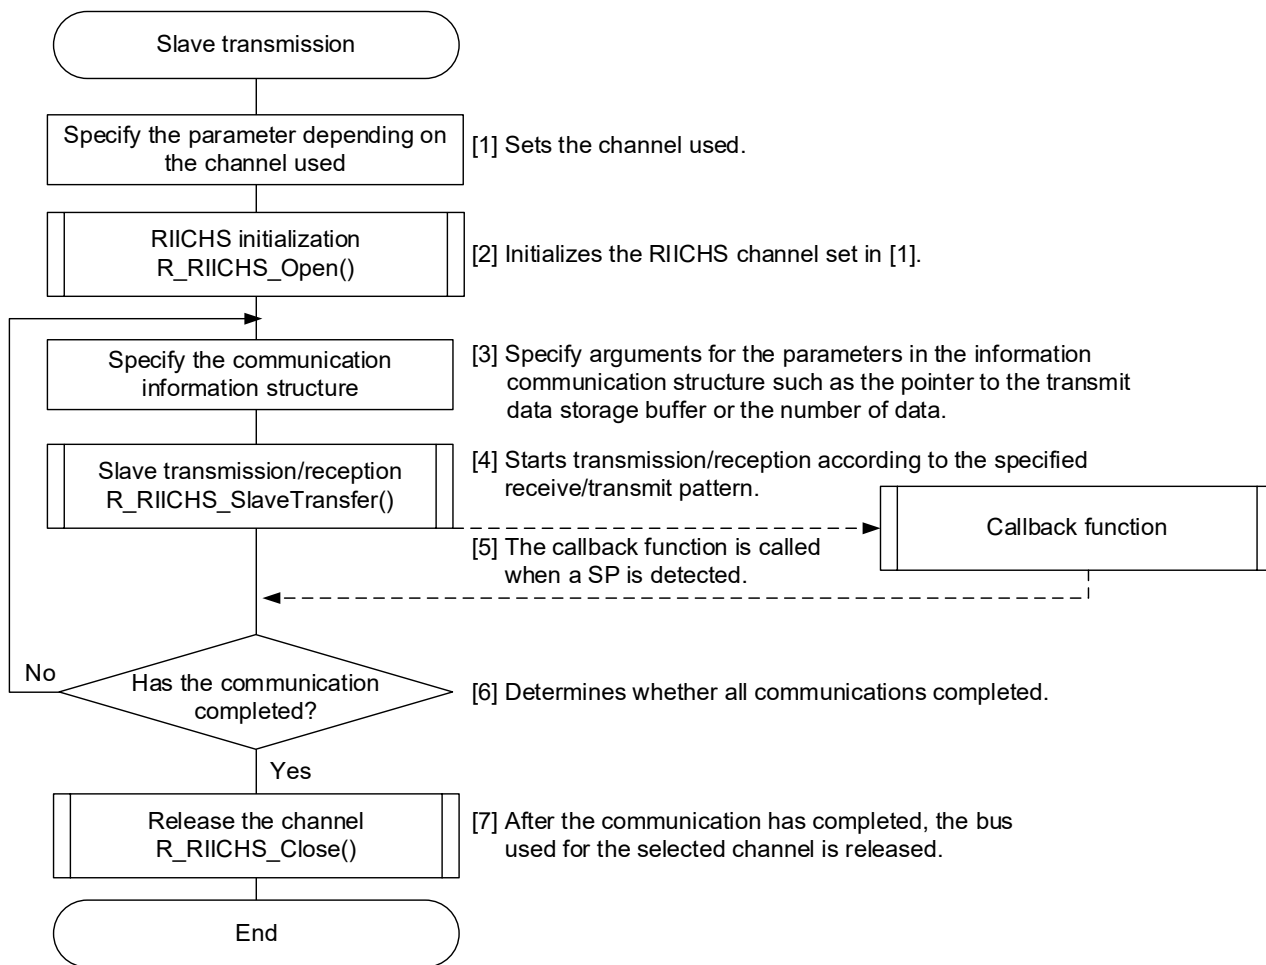 Slave transmission
Specify the parameter depending on
the channel used
[1] Sets the channel used.
RIICHS initialization
R_RIICHS_Open()
[2] Initializes the RIICHS channel set in [1].
Specify the communication
information structure
[3] Specify arguments for the parameters in the information
communication structure such as the pointer to the transmit
data storage buffer or the number of data.
Slave transmission/reception
R_RIICHS_SlaveTransfer()
[4] Starts transmission/reception according to the specified
receive/transmit pattern.
Callback function
[5] The callback function is called
when a SP is detected.
No
Has the communication
completed?
[6] Determines whether all communications completed.
Yes
Release the channel
R_RIICHS_Close()
[7] After the communication has completed, the bus
used for the selected channel is released.
End